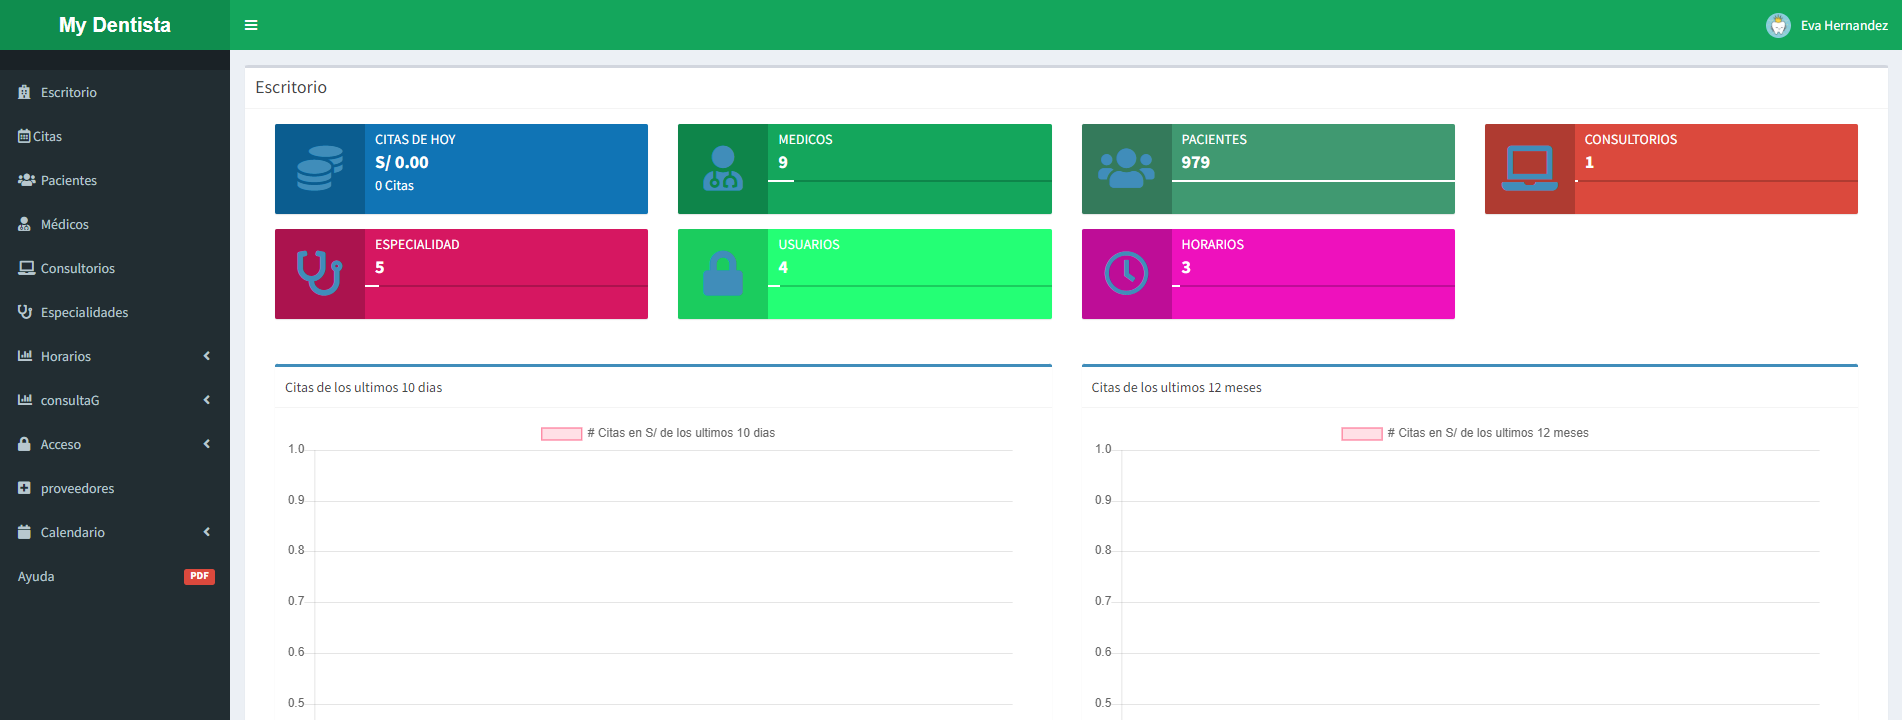 My Dentista
Eva Hernandez
Escritorio
Citas
Pacientes
Médicos
Consultorios
Especialidades
Horarios
consultaG
Acceso
proveedores
Calendario
Ayuda PDF
Escritorio
CITAS DE HOY
S/ 0.00
0 Citas
MEDICOS
9
PACIENTES
979
CONSULTORIOS
1
ESPECIALIDAD
5
USUARIOS
4
HORARIOS
3
Citas de los ultimos 10 dias
# Citas en S/ de los ultimos 10 dias
1.0
0.9
0.8
0.7
0.6
0.5
Citas de los ultimos 12 meses
# Citas en S/ de los ultimos 12 meses
1.0
0.9
0.8
0.7
0.6
0.5